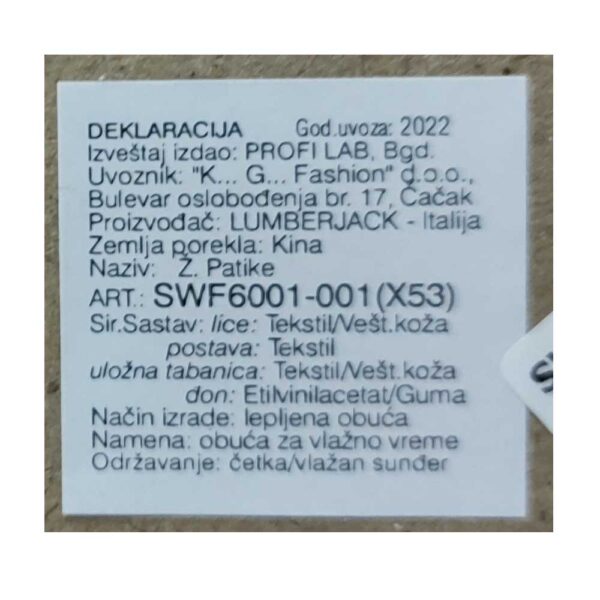 DEKLARACIJA God.uvoza: 2022
Izveštaj izdao: PROFI LAB, Bgd.
Uvoznik: "K... G... Fashion" d.o.o.,
Bulevar oslobođenja br. 17, Čačak
Proizvođač: LUMBERJACK - Italija
Zemlja porekla: Kina
Naziv: Ž. Patike
ART.: SWF6001-001(X53)
Sir.Sastav: lice: Tekstil/Vešt.koža
postava: Tekstil
uložna tabanica: Tekstil/Vešt.koža
đon: Etilvinilacetat/Guma
Način izrade: lepljena obuća
Namena: obuća za vlažno vreme
Održavanje: četka/vlažan sunđer